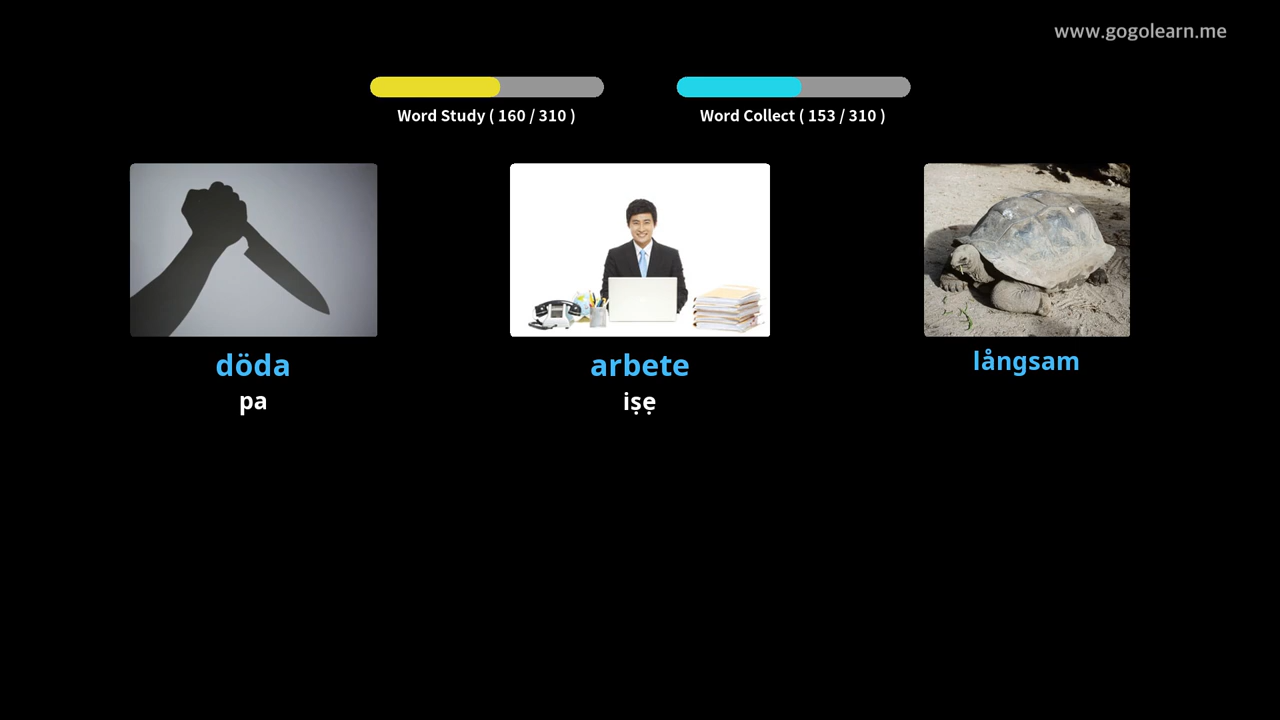 www.gogolearn.me
Word Study ( 160 / 310 )
Word Collect ( 153 / 310 )
döda
arbete
långsam
pa
iṣẹ